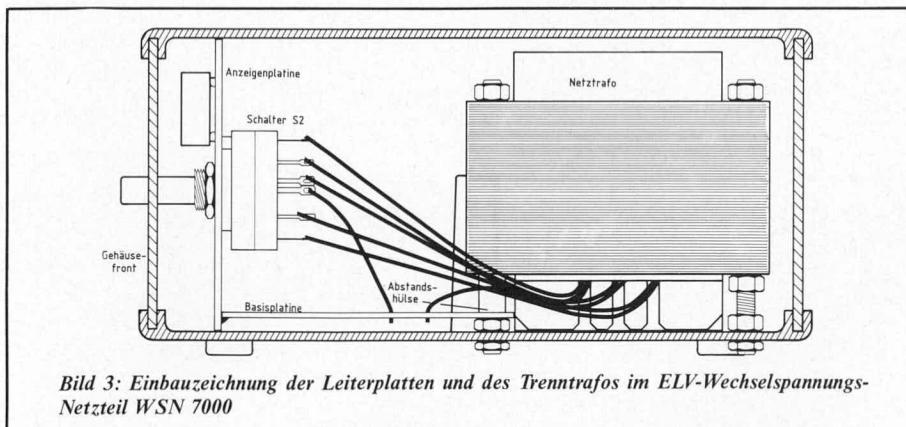 Anzeigenplatine
Netztrafo
Schalter S2
Gehäuse-
front
Abstands-
hülse
Basisplatine
Bild 3: Einbauzeichnung der Leiterplatten und des Trenntrafos im ELV-Wechselspannungs-
Netzteil WSN 7000